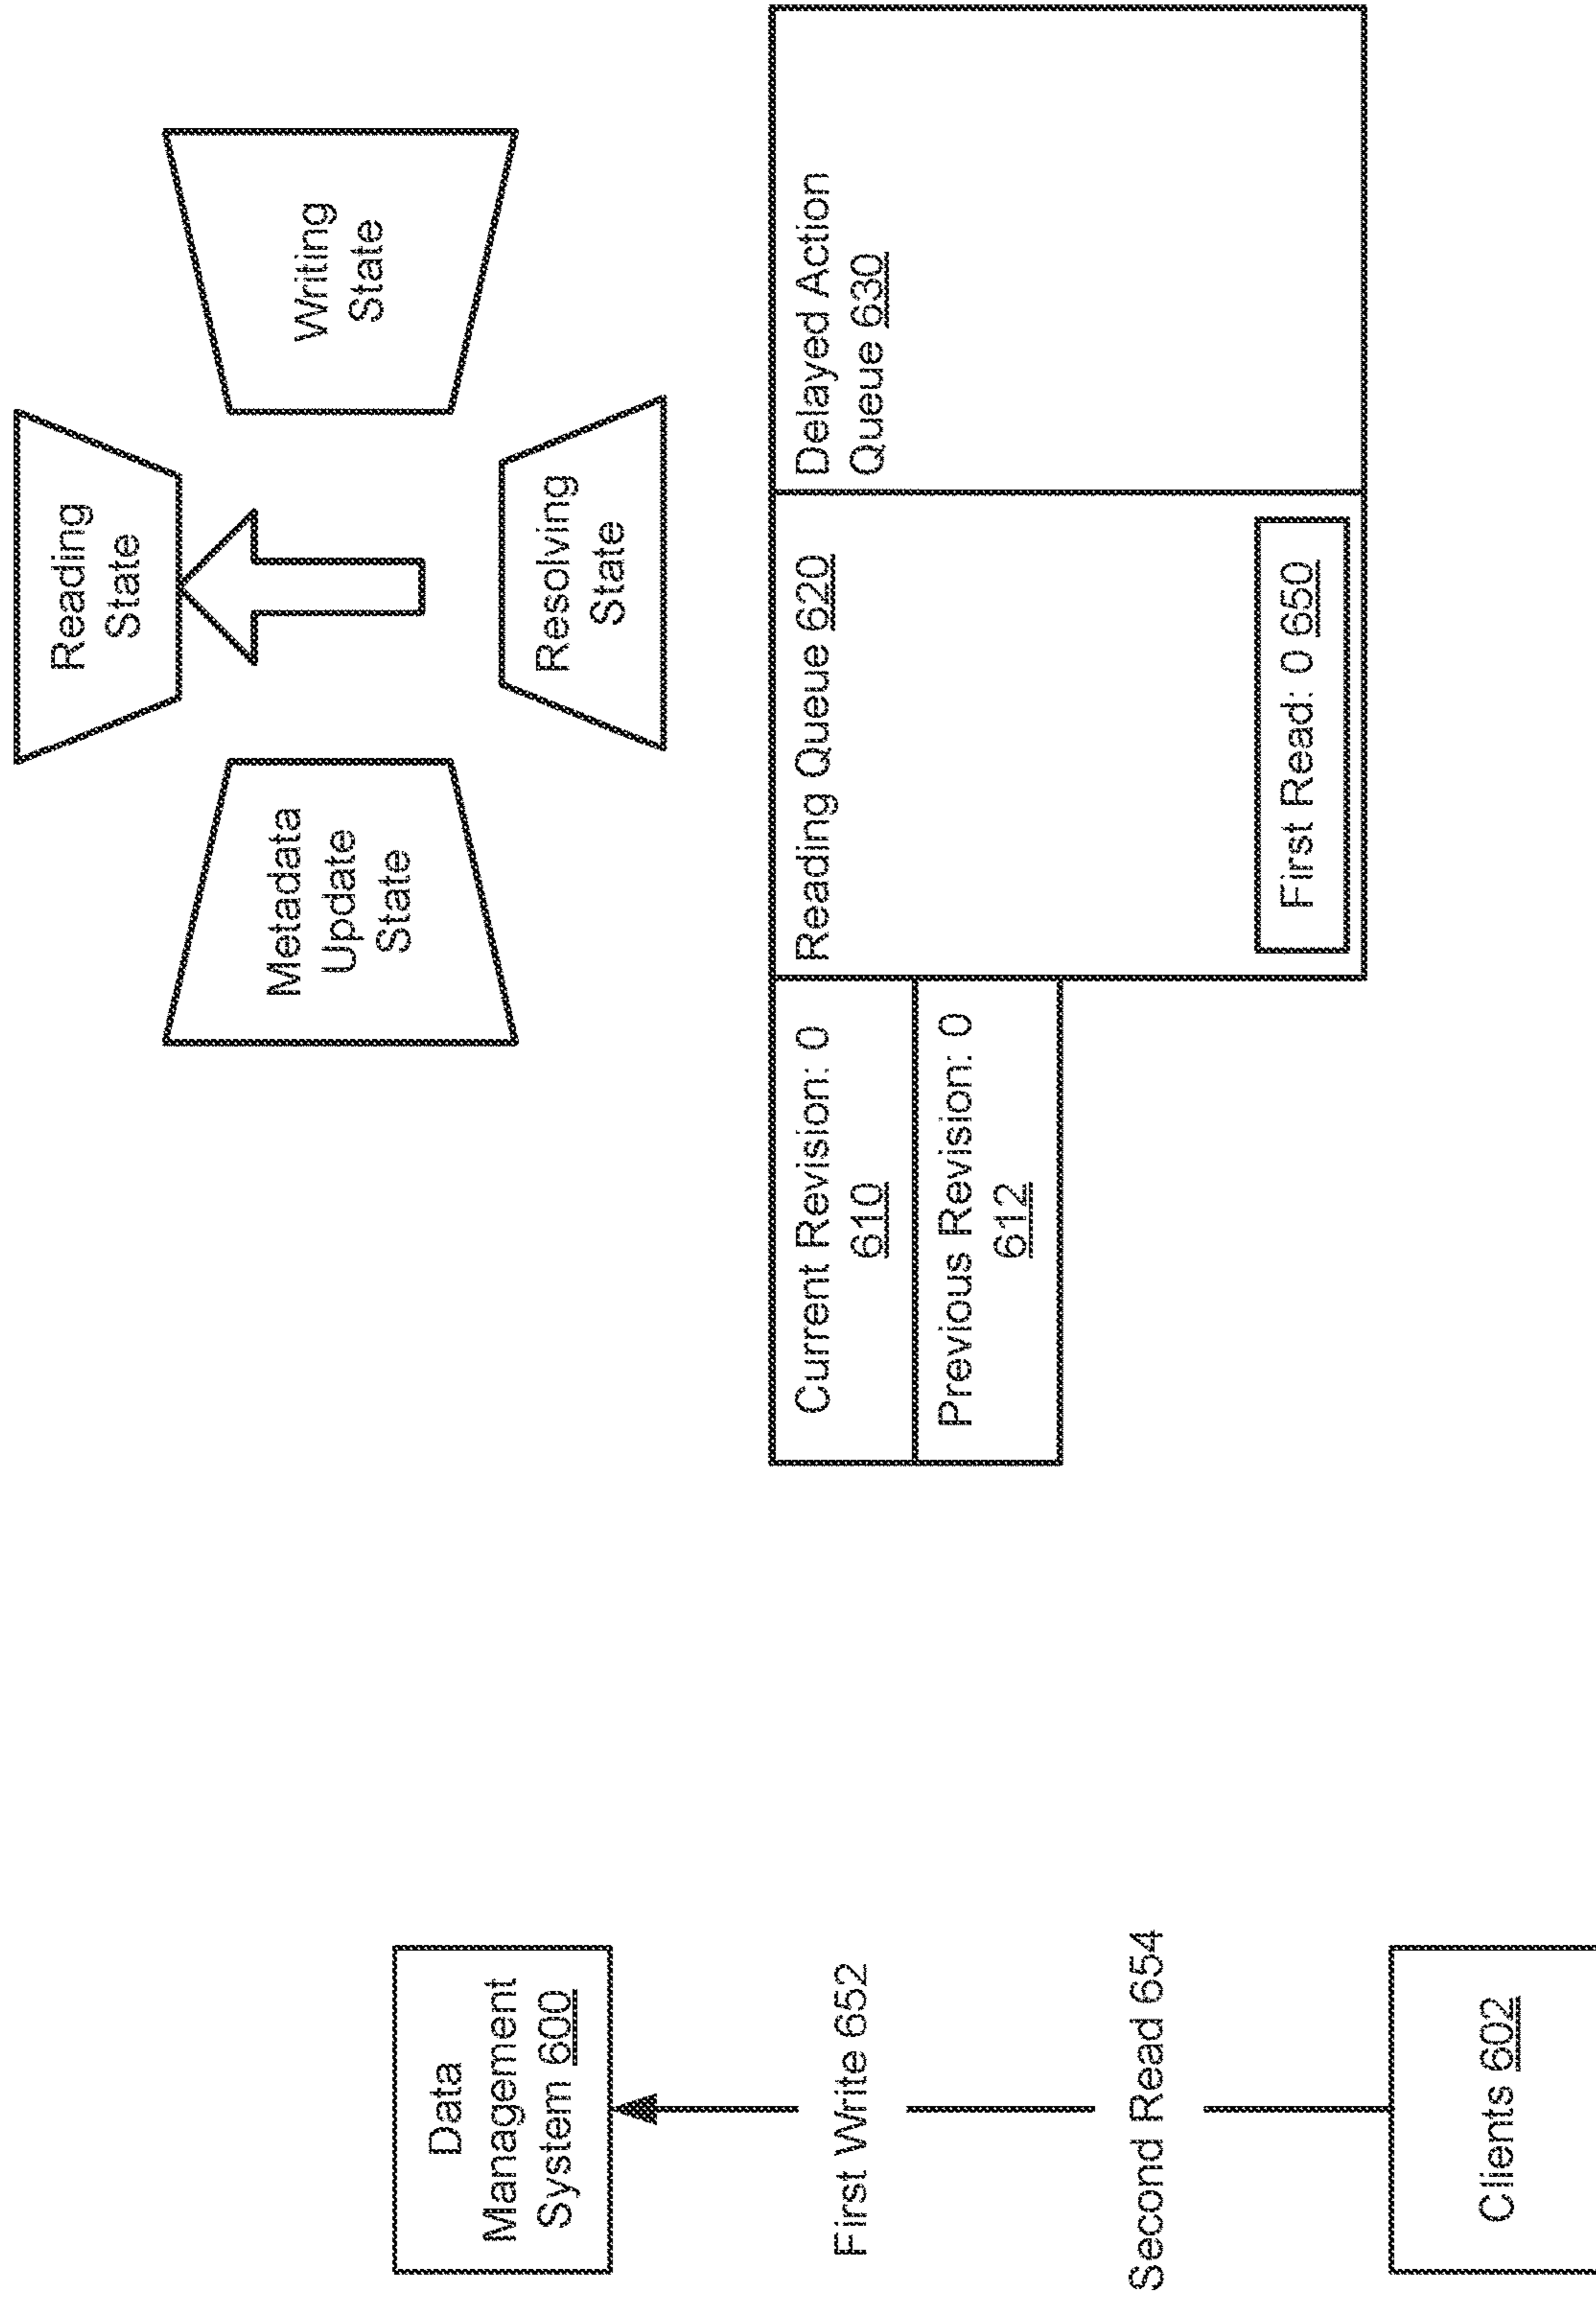 Data
Management
System 600
First Write 652
Second Read 654
Clients 602
Reading
State
Metadata
Update
State
Writing
State
Resolving
State
Current Revision: 0
610
Previous Revision: 0
612
Reading Queue 620
First Read: 0 650
Delayed Action
Queue 630